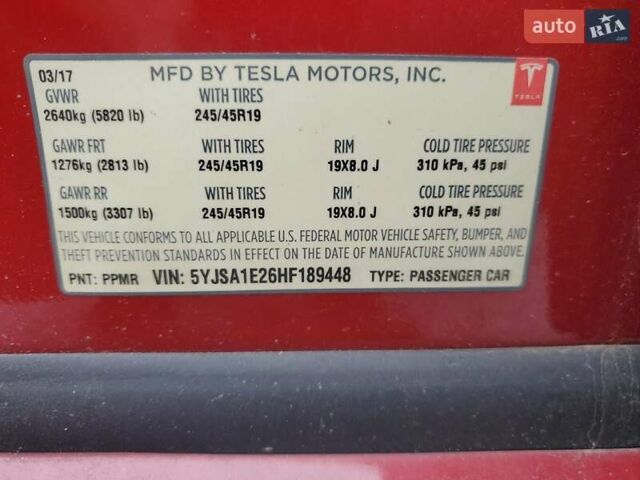 auto RIA .com
03/17 MFD BY TESLA MOTORS, INC.
TESLA
GVWR WITH TIRES
2640kg (5820 lb) 245/45R19
GAWR FRT WITH TIRES RIM COLD TIRE PRESSURE
1276kg (2813 lb) 245/45R19 19X8.0 J 310 kPa, 45 psi
GAWR RR WITH TIRES RIM COLD TIRE PRESSURE
1500kg (3307 lb) 245/45R19 19X8.0 J 310 kPa, 45 psi
THIS VEHICLE CONFORMS TO ALL APPLICABLE U.S. FEDERAL MOTOR VEHICLE SAFETY, BUMPER, AND
THEFT PREVENTION STANDARDS IN EFFECT ON THE DATE OF MANUFACTURE SHOWN ABOVE.
PNT: PPMR VIN: 5YJSA1E26HF189448 TYPE: PASSENGER CAR